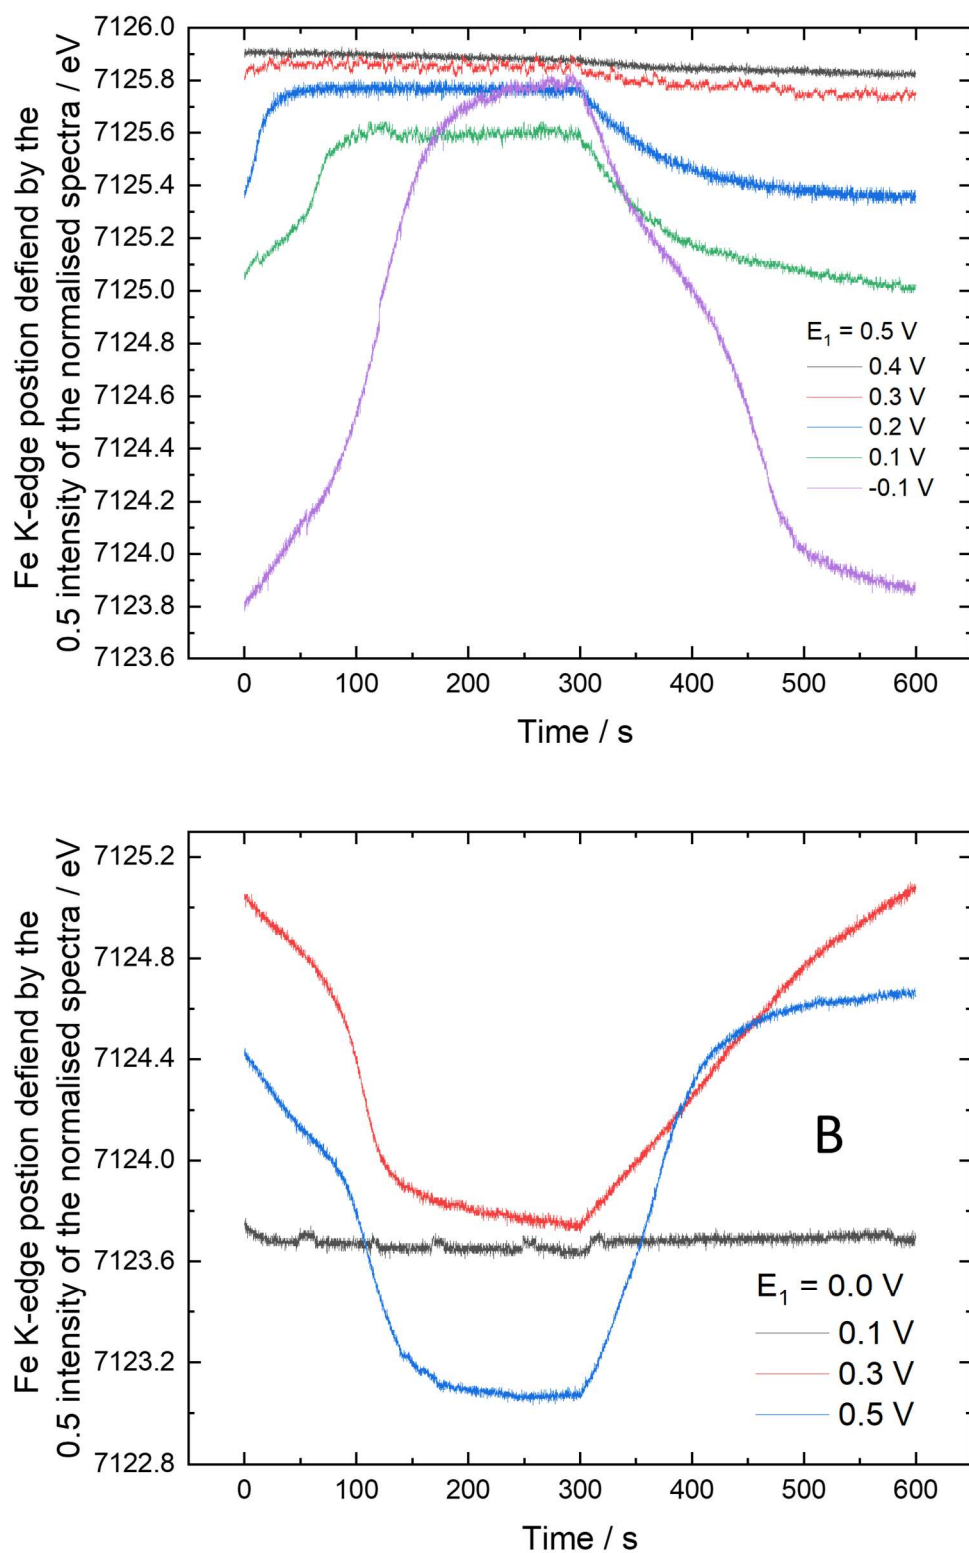 Fe K-edge postion defiend by the
0.5 intensity of the normalised spectra / eV
7126.0
7125.8
7125.6
7125.4
7125.2
7125.0
7124.8
7124.6
7124.4
7124.2
7124.0
7123.8
7123.6
E1 = 0.5 V
0.4 V
0.3 V
0.2 V
0.1 V
-0.1 V
0 100 200 300 400 500 600
Time / s
Fe K-edge postion defiend by the
0.5 intensity of the normalised spectra / eV
7125.2
7124.8
7124.4
7124.0
7123.6
7123.2
7122.8
B
E1 = 0.0 V
0.1 V
0.3 V
0.5 V
0 100 200 300 400 500 600
Time / s